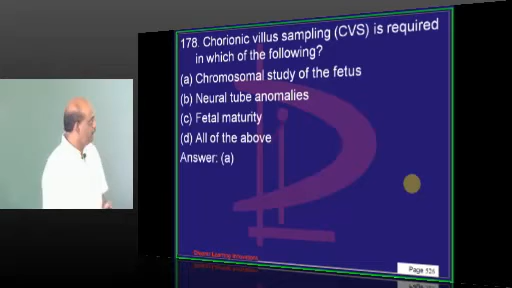 178. Chorionic villus sampling (CVS) is required
in which of the following?
(a) Chromosomal study of the fetus
(b) Neural tube anomalies
(c) Fetal maturity
(d) All of the above
Answer: (a)
Page 526